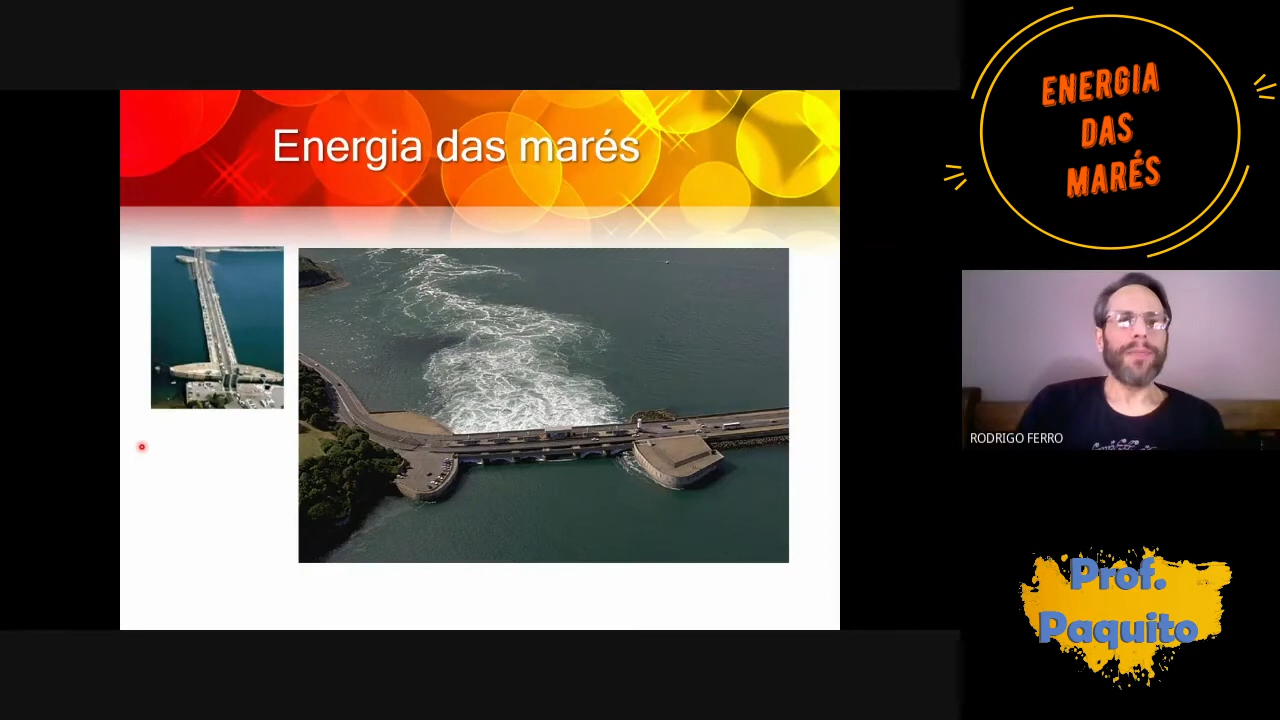 Energia das marés
ENERGIA
DAS
MARÉS
RODRIGO FERRO
Prof.
Paquito